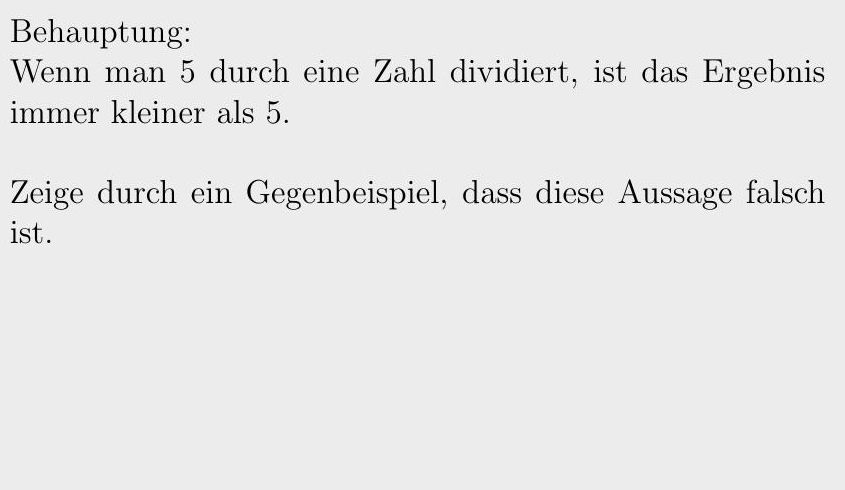 Behauptung:
Wenn man 5 durch eine Zahl dividiert, ist das Ergebnis
immer kleiner als 5.
Zeige durch ein Gegenbeispiel, dass diese Aussage falsch
ist.